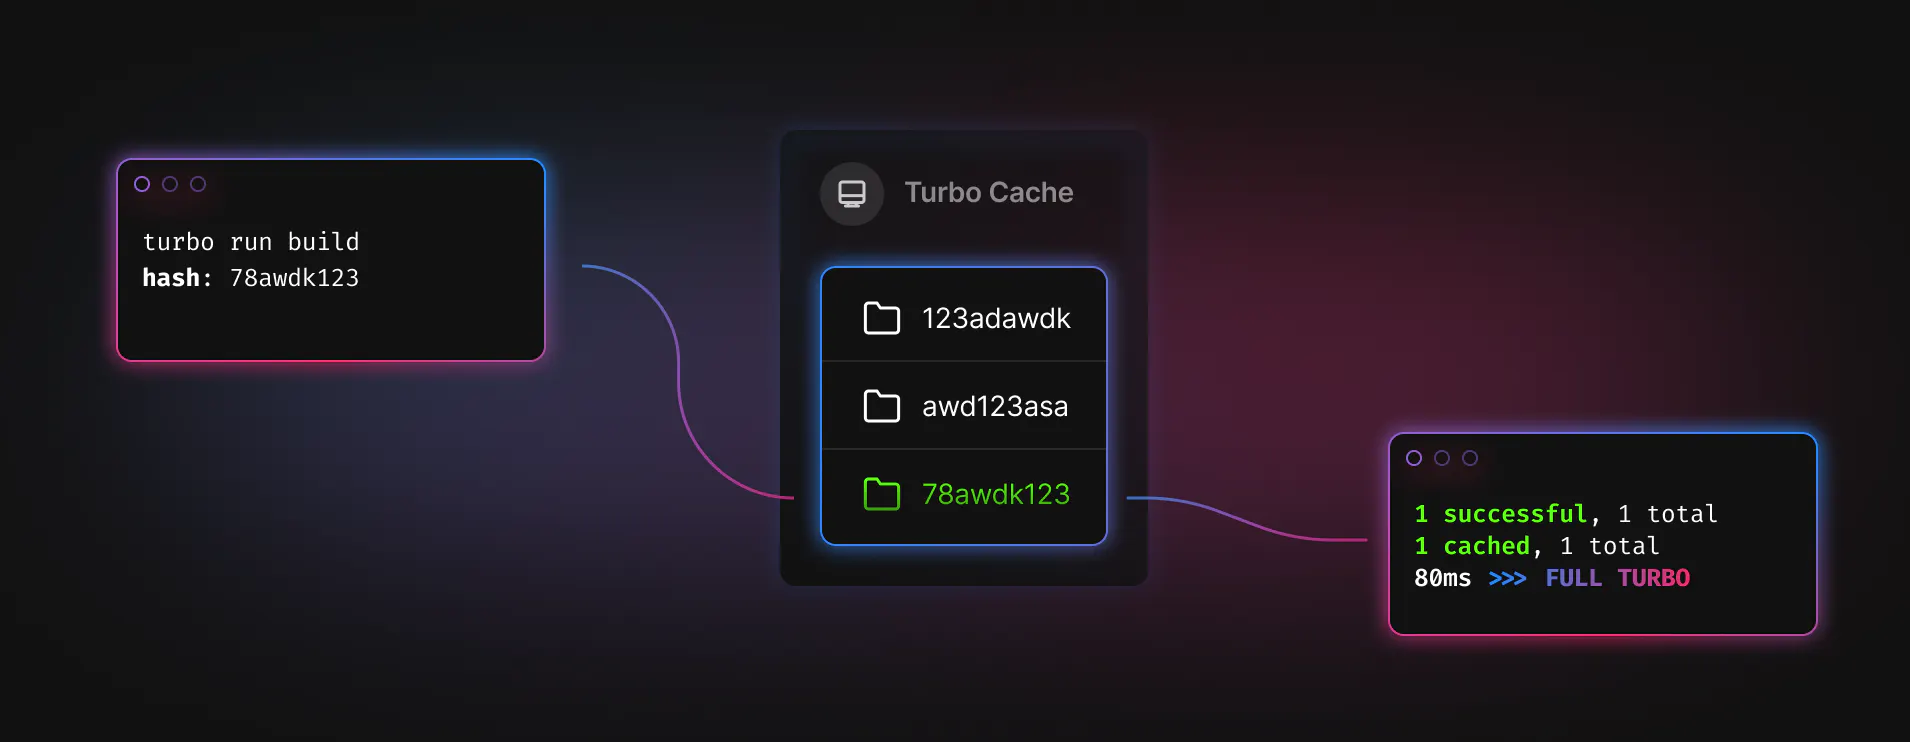 turbo run build
hash: 78awdk123
Turbo Cache
123adawdk
awd123asa
78awdk123
1 successful, 1 total
1 cached, 1 total
80ms >>> FULL TURBO